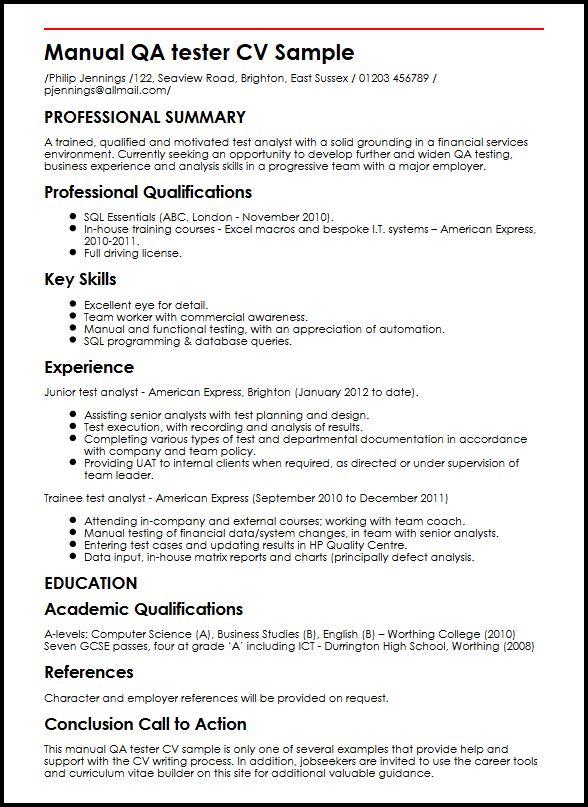 Manual QA tester CV Sample
/Philip Jennings /122, Seaview Road, Brighton, East Sussex / 01203 456789 /
pjennings@allmail.com/
PROFESSIONAL SUMMARY
A trained, qualified and motivated test analyst with a solid grounding in a financial services
environment. Currently seeking an opportunity to develop further and widen QA testing,
business experience and analysis skills in a progressive team with a major employer.
Professional Qualifications
● SQL Essentials (ABC, London - November 2010).
● In-house training courses - Excel macros and bespoke I.T. systems – American Express,
2010-2011.
● Full driving license.
Key Skills
● Excellent eye for detail.
● Team worker with commercial awareness.
● Manual and functional testing, with an appreciation of automation.
● SQL programming & database queries.
Experience
Junior test analyst - American Express, Brighton (January 2012 to date).
● Assisting senior analysts with test planning and design.
● Test execution, with recording and analysis of results.
● Completing various types of test and departmental documentation in accordance
with company and team policy.
● Providing UAT to internal clients when required, as directed or under supervision of
team leader.
Trainee test analyst - American Express (September 2010 to December 2011)
● Attending in-company and external courses; working with team coach.
● Manual testing of financial data/system changes, in team with senior analysts.
● Entering test cases and updating results in HP Quality Centre.
● Data input, in-house matrix reports and charts (principally defect analysis.
EDUCATION
Academic Qualifications
A-levels: Computer Science (A), Business Studies (B), English (B) – Worthing College (2010)
Seven GCSE passes, four at grade ‘A’ including ICT - Durrington High School, Worthing (2008)
References
Character and employer references will be provided on request.
Conclusion Call to Action
This manual QA tester CV sample is only one of several examples that provide help and
support with the CV writing process. In addition, jobseekers are invited to use the career tools
and curriculum vitae builder on this site for additional valuable guidance.